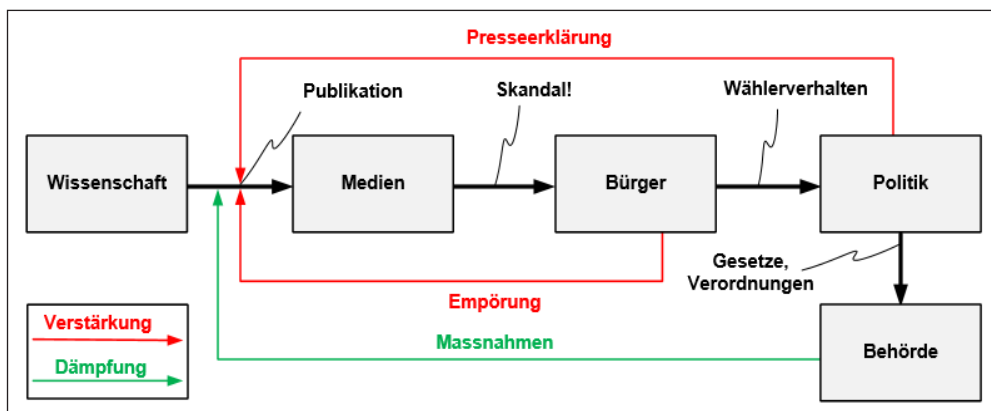 Presseerklärung
Publikation
Skandal!
Wählerverhalten
Wissenschaft
Medien
Bürger
Politik
Gesetze,
Verordnungen
Empörung
Verstärkung
Massnahmen
Behörde
Dämpfung